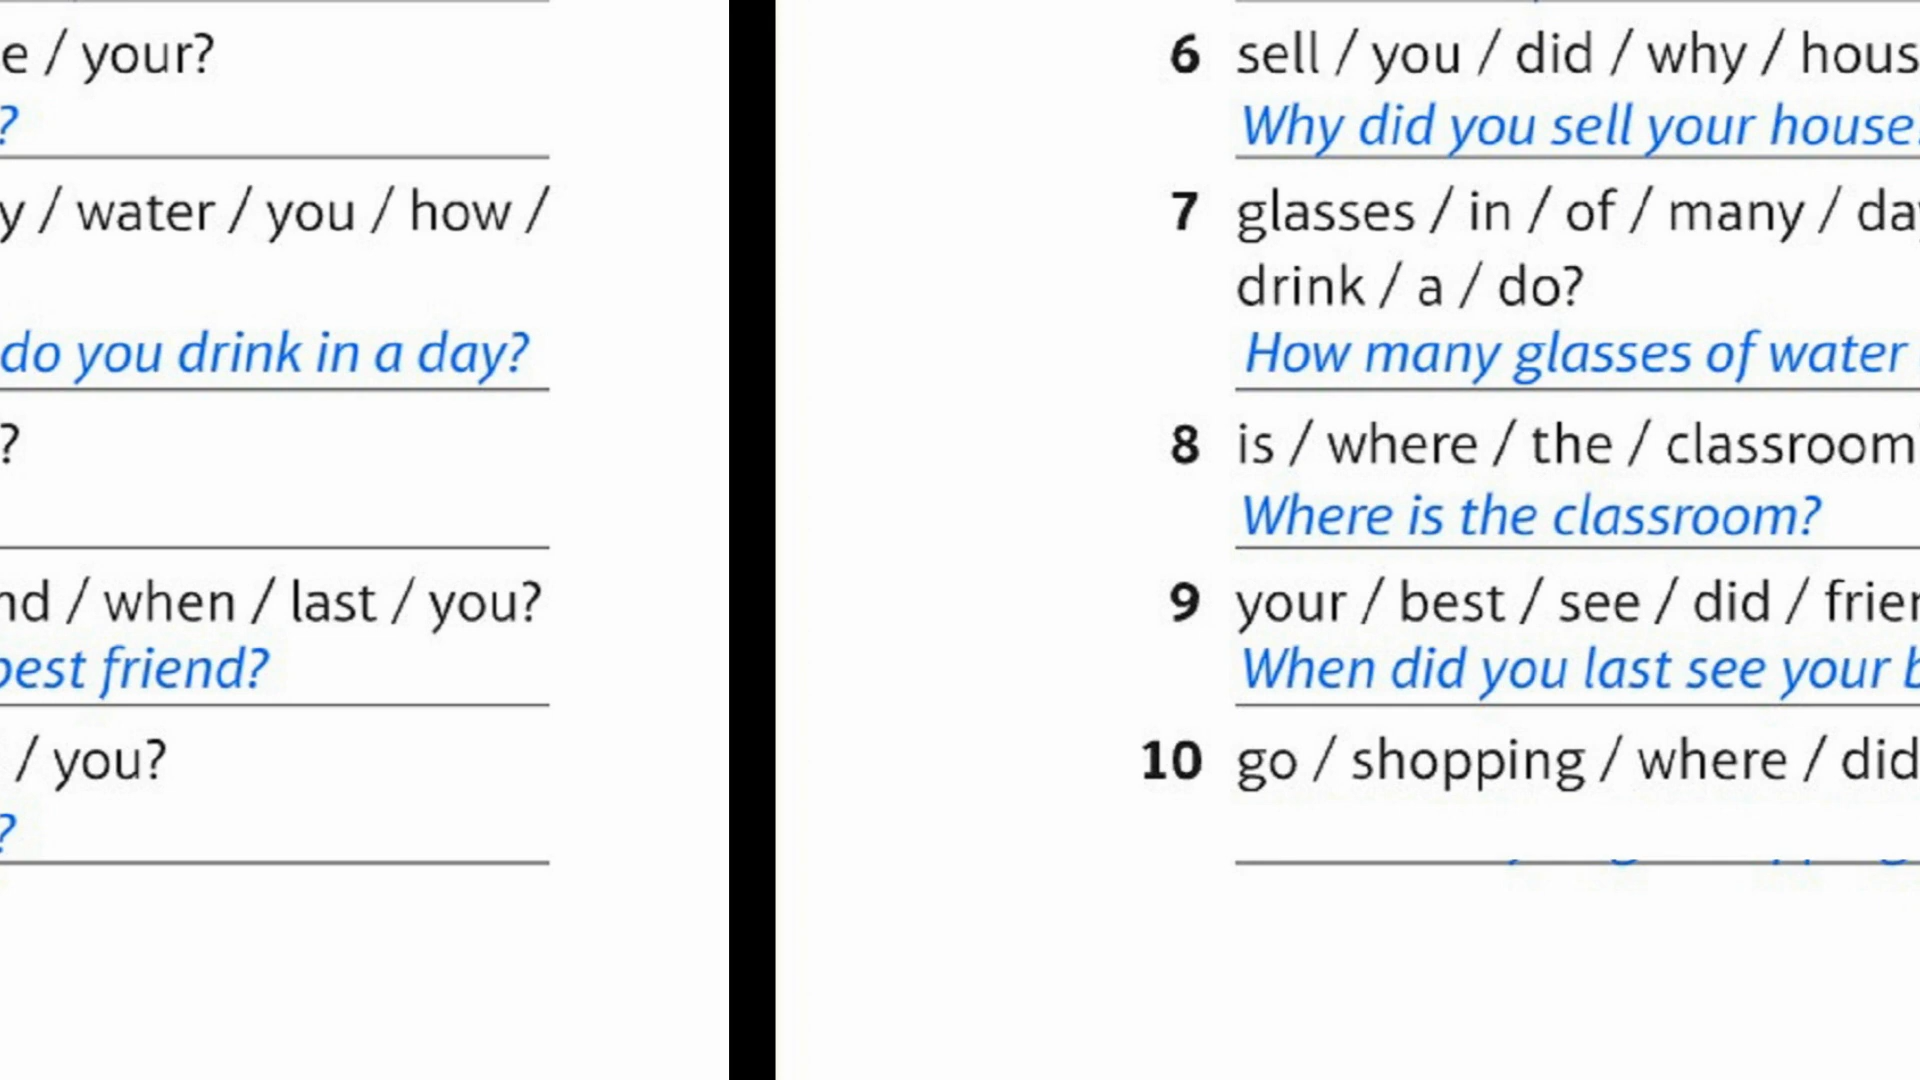 e / your?
?
y / water / you / how /
do you drink in a day?
?
nd / when / last / you?
best friend?
/ you?
?
6 sell / you / did / why / hous
Why did you sell your house
7 glasses / in / of / many / day
drink / a / do?
How many glasses of water
8 is / where / the / classroom
Where is the classroom?
9 your / best / see / did / frien
When did you last see your b
10 go / shopping / where / did